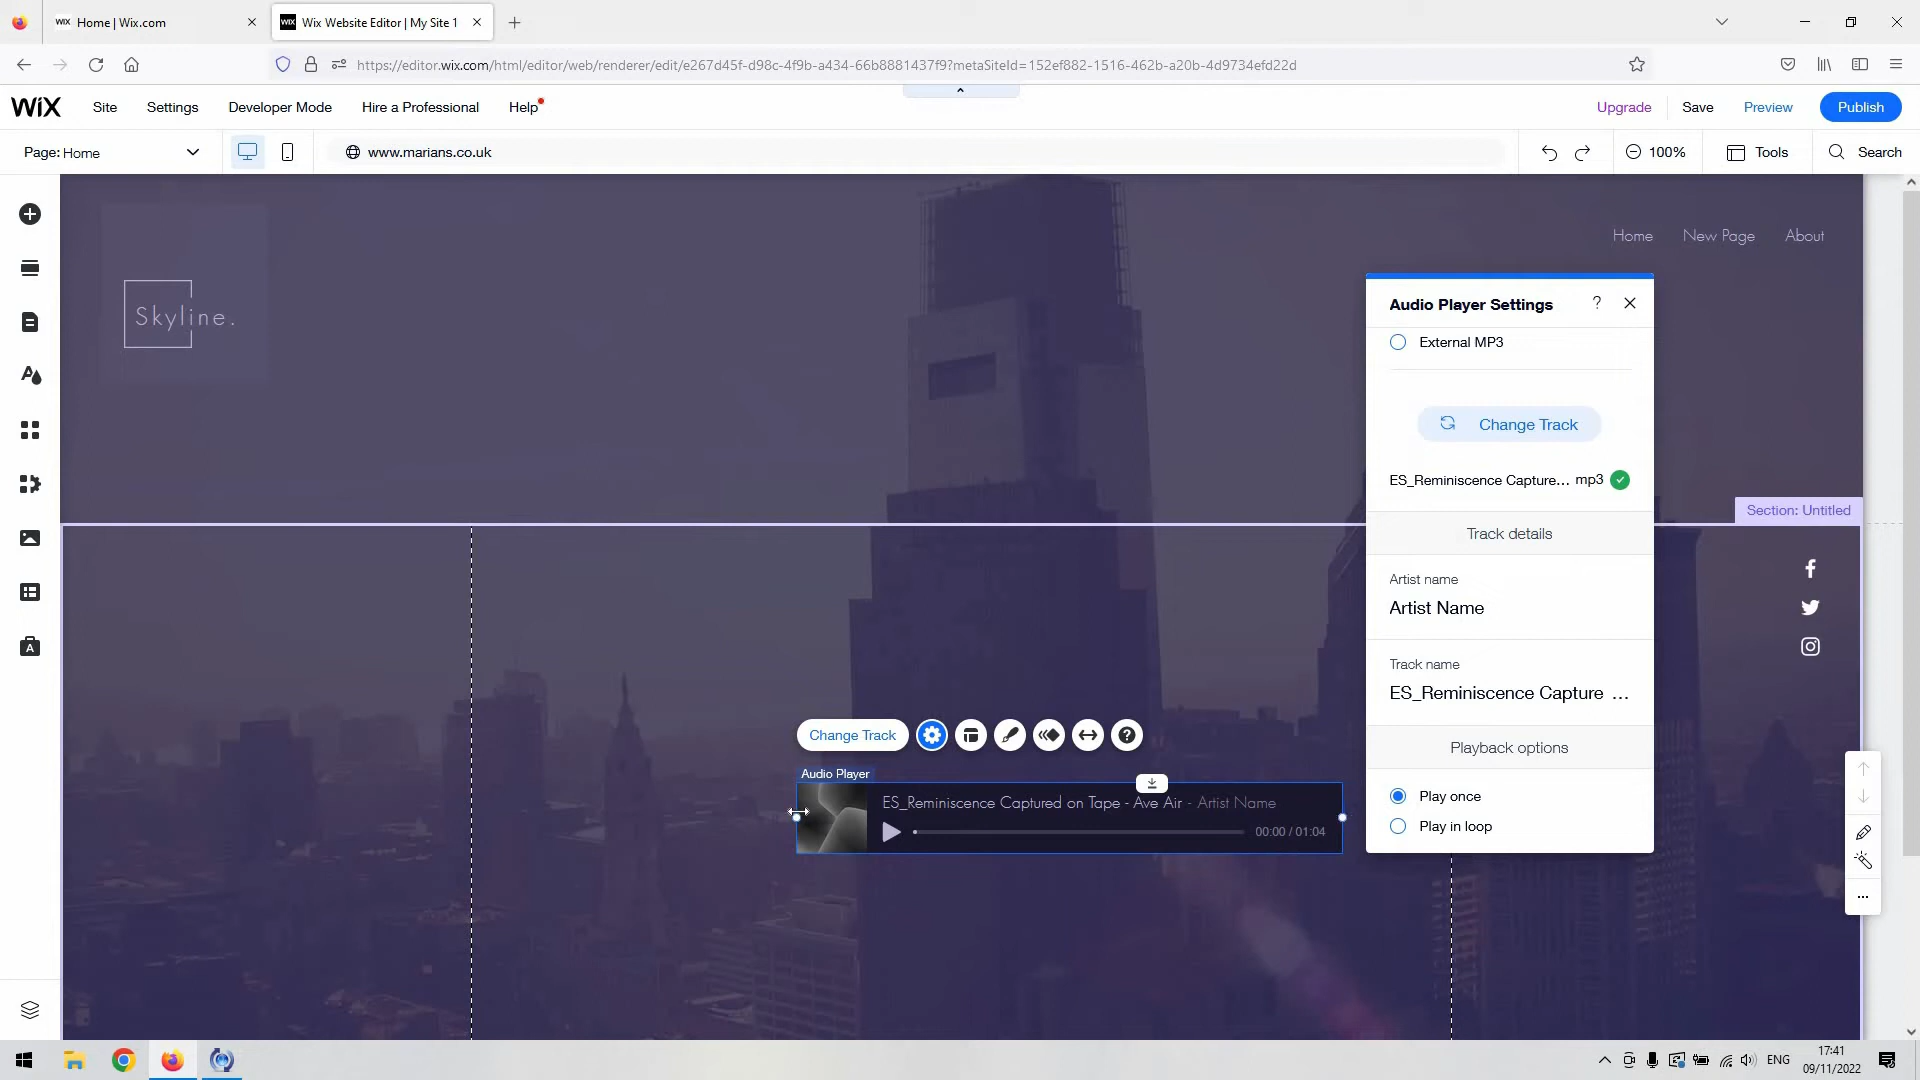 WIX Home | Wix.com
WIX Wix Website Editor | My Site 1
https://editor.wix.com/html/editor/web/renderer/edit/e267d45f-d98c-4f9b-a434-66b8881437f9?metaSiteId=152ef882-1516-462b-a20b-4d9734efd22d
WIX Site Settings Developer Mode Hire a Professional Help Upgrade Save Preview Publish
Page: Home www.marians.co.uk 100% Tools Search
Home New Page About
Skyline.
Audio Player Settings ?
External MP3
Change Track
ES_Reminiscence Capture... mp3
Section: Untitled
Track details
Artist name
Artist Name
Track name
ES_Reminiscence Capture ...
Playback options
Play once
Play in loop
Change Track ?
Audio Player
ES_Reminiscence Captured on Tape - Ave Air - Artist Name
00:00 / 01:04
A
ENG 17:41
09/11/2022